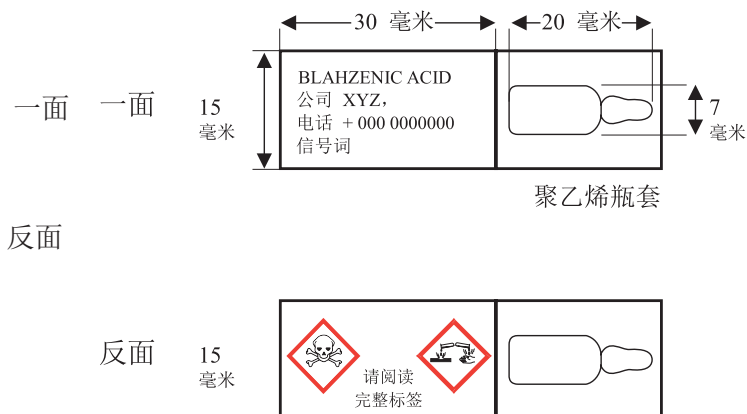 30 毫米
20 毫米
一面
一面
15
毫米
BLAHZENIC ACID
公司 XYZ，
电话 + 000 0000000
信号词
7
毫米
聚乙烯瓶套
反面
反面
15
毫米
请阅读
完整标签